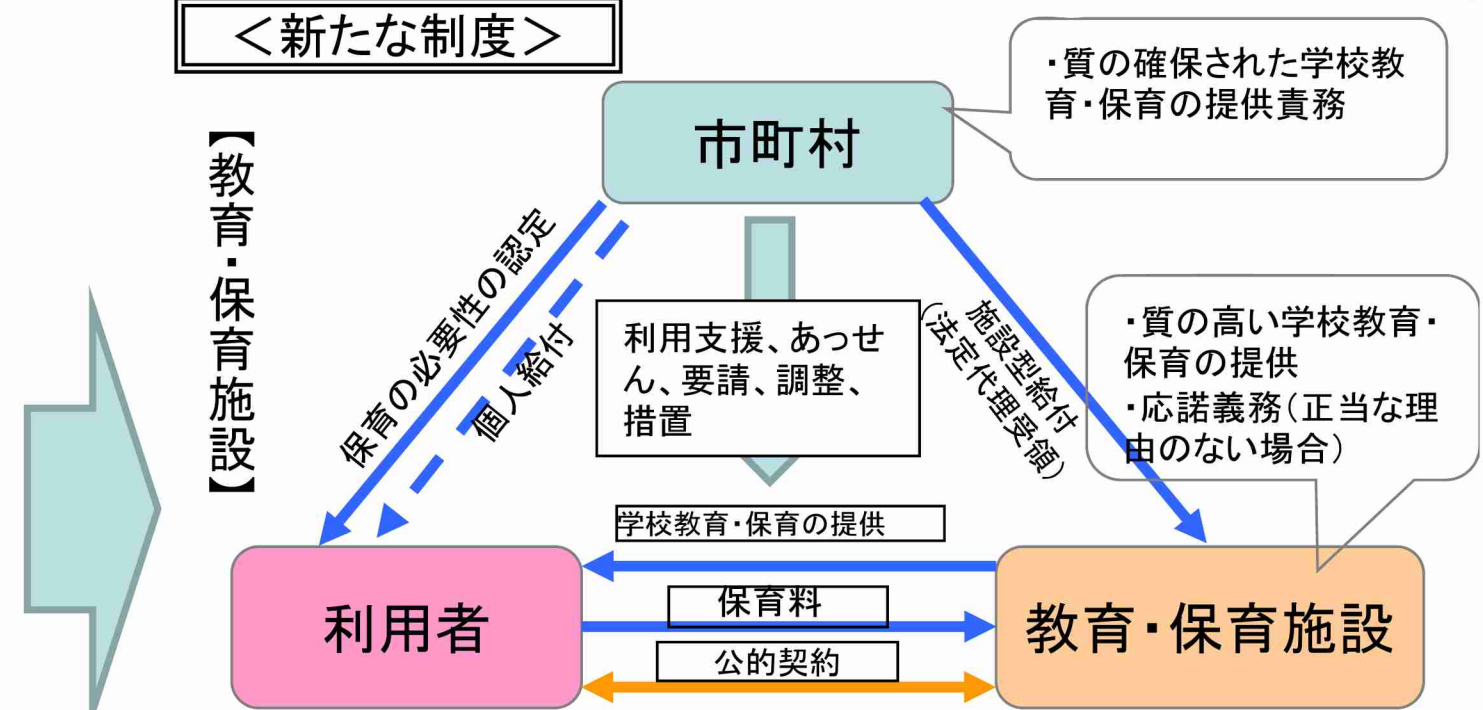 ＜新たな制度＞
・質の確保された学校教
育・保育の提供責務
市町村
【教育・保育施設】
保育の必要性の認定
個人給付
利用支援、あっせ
ん、要請、調整、
措置
施設型給付
（法定代理受領）
・質の高い学校教育・
保育の提供
・応諾義務（正当な理
由のない場合）
学校教育・保育の提供
保育料
公的契約
利用者
教育・保育施設